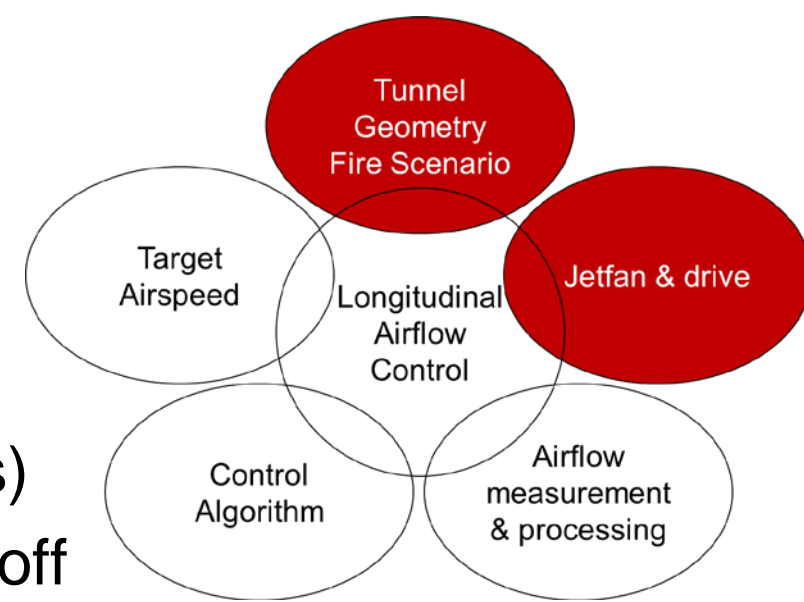 Tunnel
Geometry
Fire Scenario
Target
Airspeed
Jetfan & drive
Longitudinal
Airflow
Control
Control
Algorithm
Airflow
measurement
& processing
s)
off